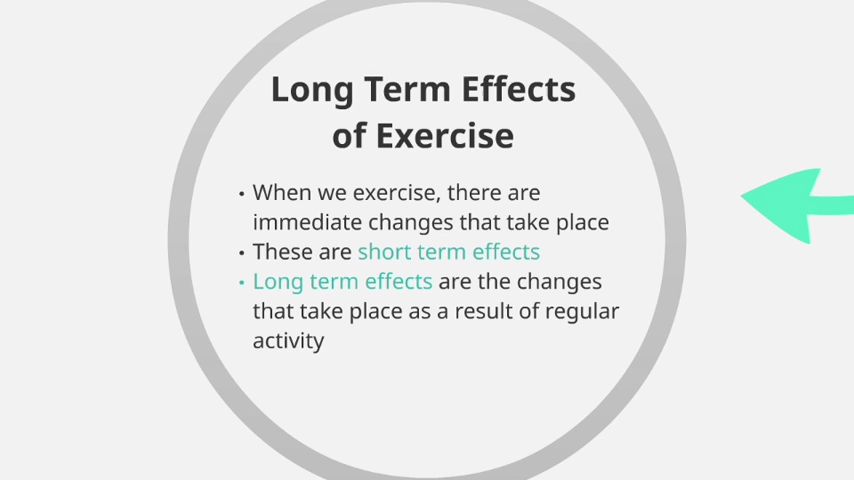 Long Term Effects
of Exercise
• When we exercise, there are
immediate changes that take place
• These are short term effects
• Long term effects are the changes
that take place as a result of regular
activity